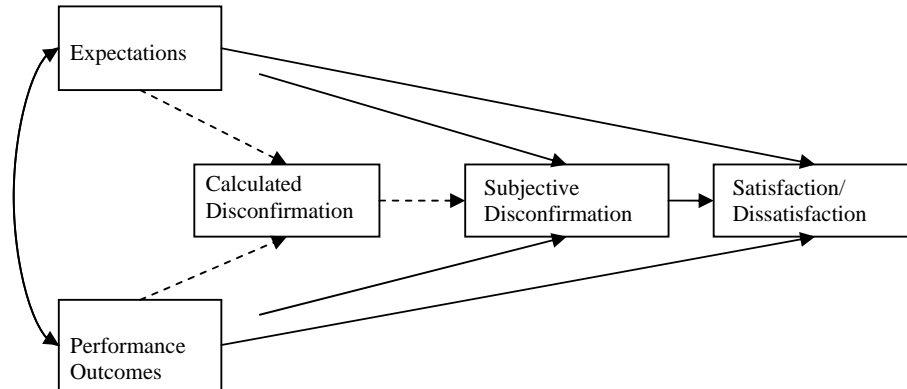 Expectations
Calculated
Disconfirmation
Subjective
Disconfirmation
Satisfaction/
Dissatisfaction
Performance
Outcomes